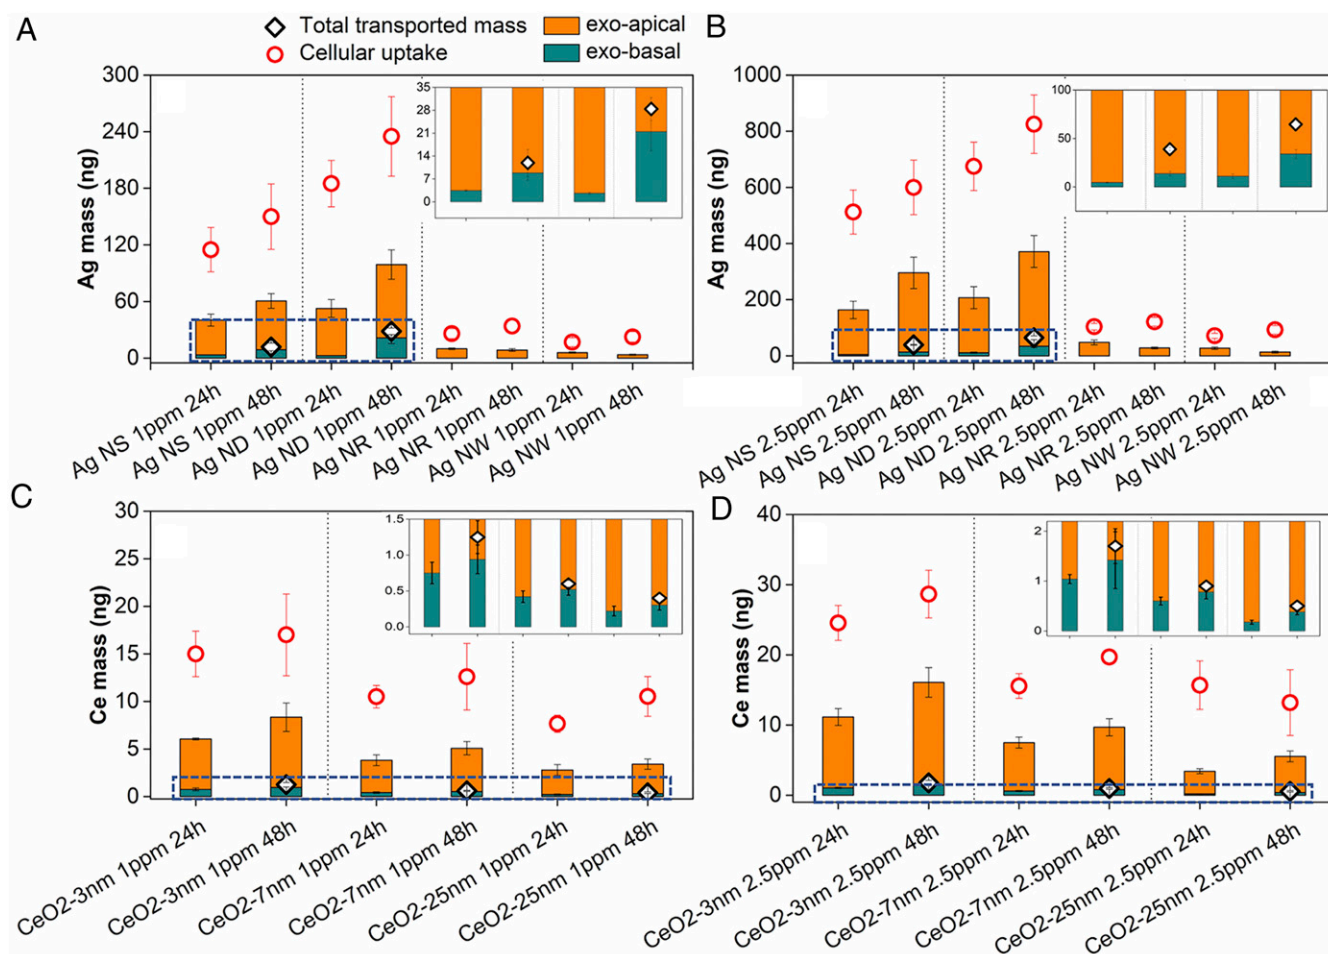 A
Total transported mass
exo-apical
Cellular uptake
exo-basal
B
300
240
180
120
60
0
Ag mass (ng)
35
28
21
14
7
0
Ag NS 1ppm 24h
Ag NS 1ppm 48h
Ag ND 1ppm 24h
Ag ND 1ppm 48h
Ag NR 1ppm 24h
Ag NR 1ppm 48h
Ag NW 1ppm 24h
Ag NW 1ppm 48h
1000
800
600
400
200
0
Ag mass (ng)
100
50
0
Ag NS 2.5ppm 24h
Ag NS 2.5ppm 48h
Ag ND 2.5ppm 24h
Ag ND 2.5ppm 48h
Ag NR 2.5ppm 24h
Ag NR 2.5ppm 48h
Ag NW 2.5ppm 24h
Ag NW 2.5ppm 48h
C
30
25
20
15
10
5
0
Ce mass (ng)
1.5
1.0
0.5
0.0
CeO2-3nm 1ppm 24h
CeO2-3nm 1ppm 48h
CeO2-7nm 1ppm 24h
CeO2-7nm 1ppm 48h
CeO2-25nm 1ppm 24h
CeO2-25nm 1ppm 48h
D
40
30
20
10
0
Ce mass (ng)
2
1
0
CeO2-3nm 2.5ppm 24h
CeO2-3nm 2.5ppm 48h
CeO2-7nm 2.5ppm 24h
CeO2-7nm 2.5ppm 48h
CeO2-25nm 2.5ppm 24h
CeO2-25nm 2.5ppm 48h